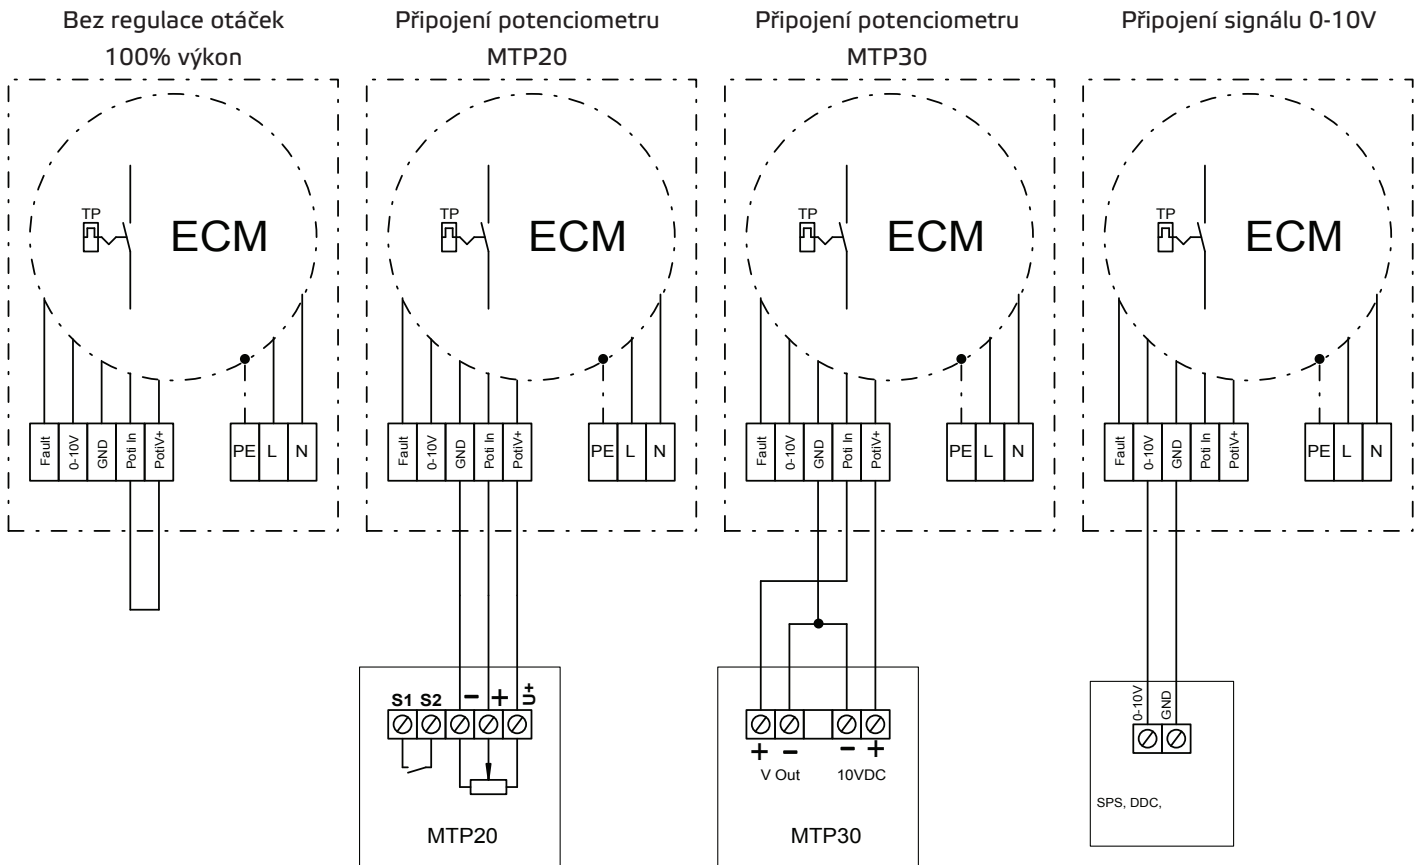 Bez regulace otáček
100% výkon
TP
ECM
Fault
0-10V
GND
Poti In
PotiV+
PE
L
N
Připojení potenciometru
MTP20
TP
ECM
Fault
0-10V
GND
Poti In
PotiV+
PE
L
N
S1
S2
−
+
U+
MTP20
Připojení potenciometru
MTP30
TP
ECM
Fault
0-10V
GND
Poti In
PotiV+
PE
L
N
+
−
−
+
V Out
10VDC
MTP30
Připojení signálu 0-10V
TP
ECM
Fault
0-10V
GND
Poti In
PotiV+
PE
L
N
0-10V
GND
SPS, DDC,